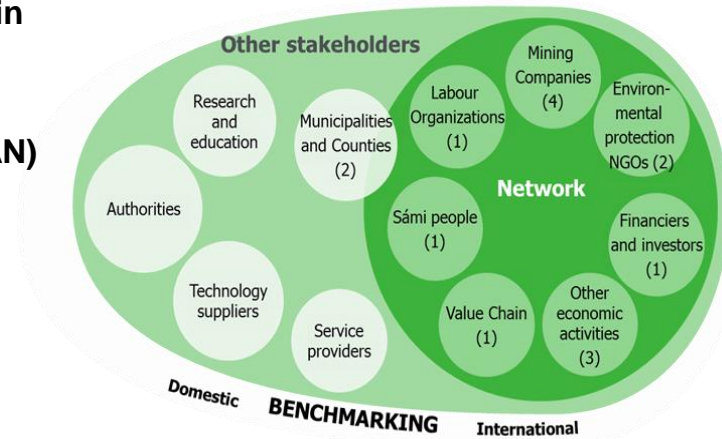 in
AN)
Other stakeholders
Research
and
education
Municipalities
and Counties
(2)
Authorities
Technology
suppliers
Service
providers
Labour
Organizations
(1)
Mining
Companies
(4)
Environ-
mental
protection
NGOs (2)
Network
Sámi people
(1)
Financiers
and investors
(1)
Value Chain
(1)
Other
economic
activities
(3)
Domestic
BENCHMARKING
International